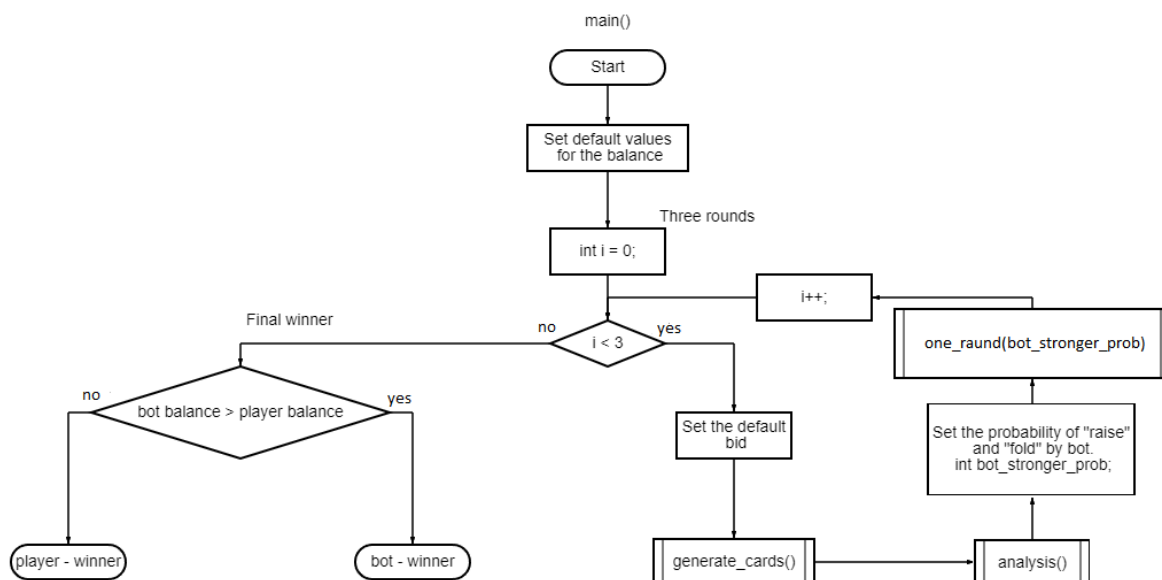 main()
Start
Set default values
for the balance
Three rounds
int i = 0;
i++;
Final winner
no
yes
i < 3
one_raund(bot_stronger_prob)
no
yes
bot balance > player balance
Set the default
bid
Set the probability of "raise"
and "fold" by bot.
int bot_stronger_prob;
player - winner
bot - winner
generate_cards()
analysis()